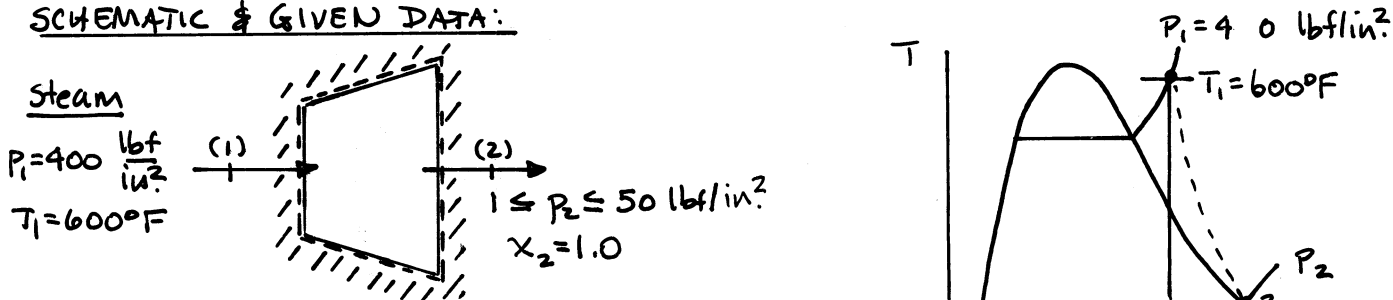 SCHEMATIC & GIVEN DATA:
Steam
P₁=400 lbf/in²
T₁=600°F
(1)
(2)
1 ≤ p₂ ≤ 50 lbf/in²
x₂=1.0
T
P₁=4 0 lbf/in²
T₁=600°F
P₂
2